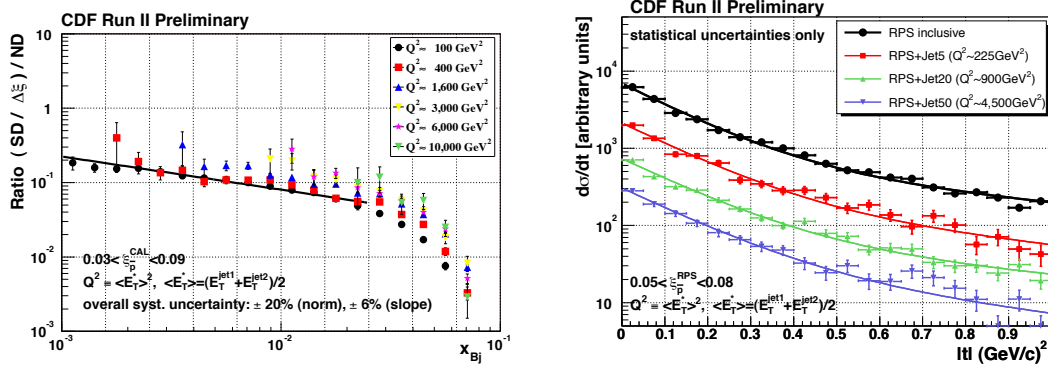 CDF Run II Preliminary
Ratio ( SD / Δξ ) / ND
10
1
10⁻¹
10⁻²
10⁻³
Q² ≈ 100 GeV²
Q² ≈ 400 GeV²
Q² ≈ 1,600 GeV²
Q² ≈ 3,000 GeV²
Q² ≈ 6,000 GeV²
Q² ≈ 10,000 GeV²
0.03< ξ_p̄^CAL <0.09
Q² ≡ <E_T*>², <E_T*>=(E_T^jet1+E_T^jet2)/2
overall syst. uncertainty: ± 20% (norm), ± 6% (slope)
10⁻³ 10⁻² 10⁻¹
x_Bj
CDF Run II Preliminary
dσ/dt [arbitrary units]
statistical uncertainties only
RPS inclusive
RPS+Jet5 (Q²~225GeV²)
RPS+Jet20 (Q²~900GeV²)
RPS+Jet50 (Q²~4,500GeV²)
10⁴
10³
10²
10
0.05< ξ_p̄^RPS <0.08
Q² ≡ <E_T*>², <E_T*>=(E_T^jet1+E_T^jet2)/2
0 0.1 0.2 0.3 0.4 0.5 0.6 0.7 0.8 0.9 1
|t| (GeV/c)²